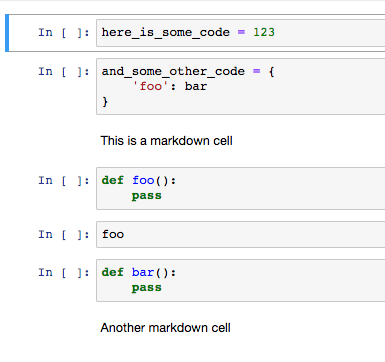 In [ ]: here_is_some_code = 123
In [ ]: and_some_other_code = {
    'foo': bar
}
This is a markdown cell
In [ ]: def foo():
    pass
In [ ]: foo
In [ ]: def bar():
    pass
Another markdown cell